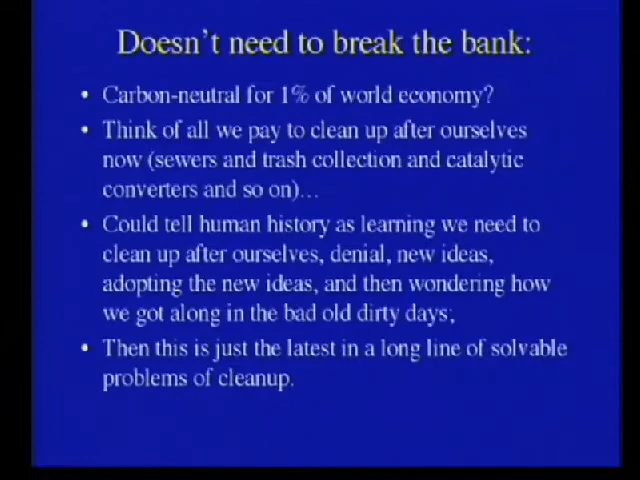 Doesn't need to break the bank:
• Carbon-neutral for 1% of world economy?
• Think of all we pay to clean up after ourselves
now (sewers and trash collection and catalytic
converters and so on)…
• Could tell human history as learning we need to
clean up after ourselves, denial, new ideas,
adopting the new ideas, and then wondering how
we got along in the bad old dirty days;
• Then this is just the latest in a long line of solvable
problems of cleanup.